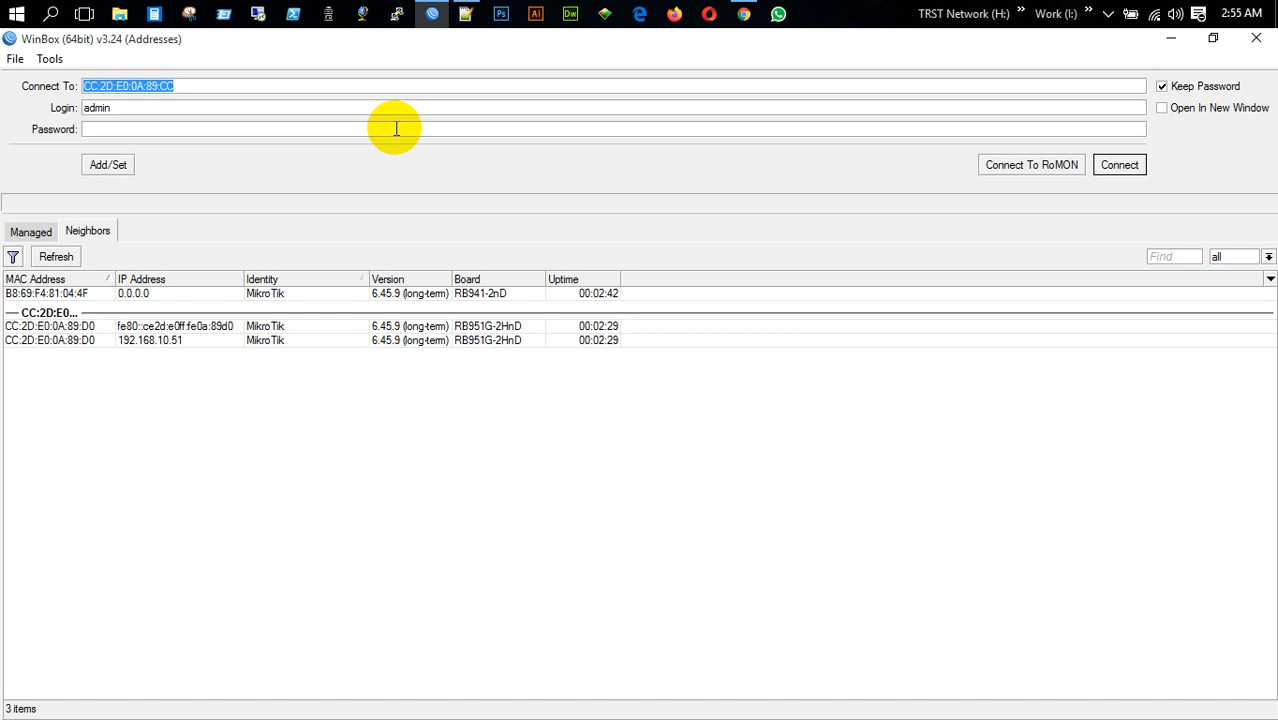 TRST Network (H:) » Work (I:) » 2:55 AM
WinBox (64bit) v3.24 (Addresses)
File Tools
Connect To: CC:2D:E0:0A:89:CC Keep Password
Login: admin Open In New Window
Password:
Add/Set Connect To RoMON Connect
Managed Neighbors
Refresh Find all
MAC Address IP Address Identity Version Board Uptime
B8:69:F4:81:04:4F 0.0.0.0 MikroTik 6.45.9 (long-term) RB941-2nD 00:02:42
CC:2D:E0...
CC:2D:E0:0A:89:D0 fe80::ce2d:e0ff:fe0a:89d0 MikroTik 6.45.9 (long-term) RB951G-2HnD 00:02:29
CC:2D:E0:0A:89:D0 192.168.10.51 MikroTik 6.45.9 (long-term) RB951G-2HnD 00:02:29
3 items